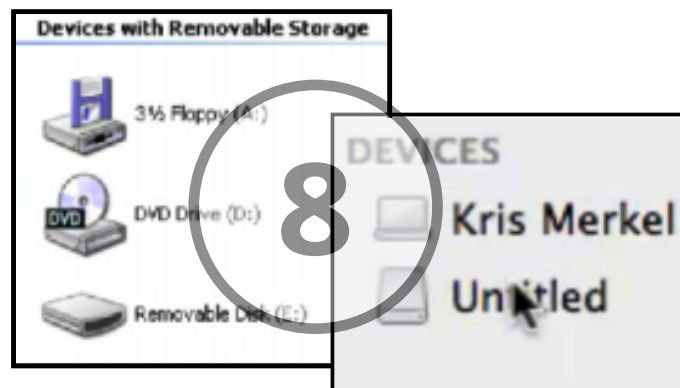 Devices with Removable Storage
3½ Floppy (A:)
DVD
DVD Drive (D:)
Removable Disk (E:)
8
DEVICES
Kris Merkel
Untitled